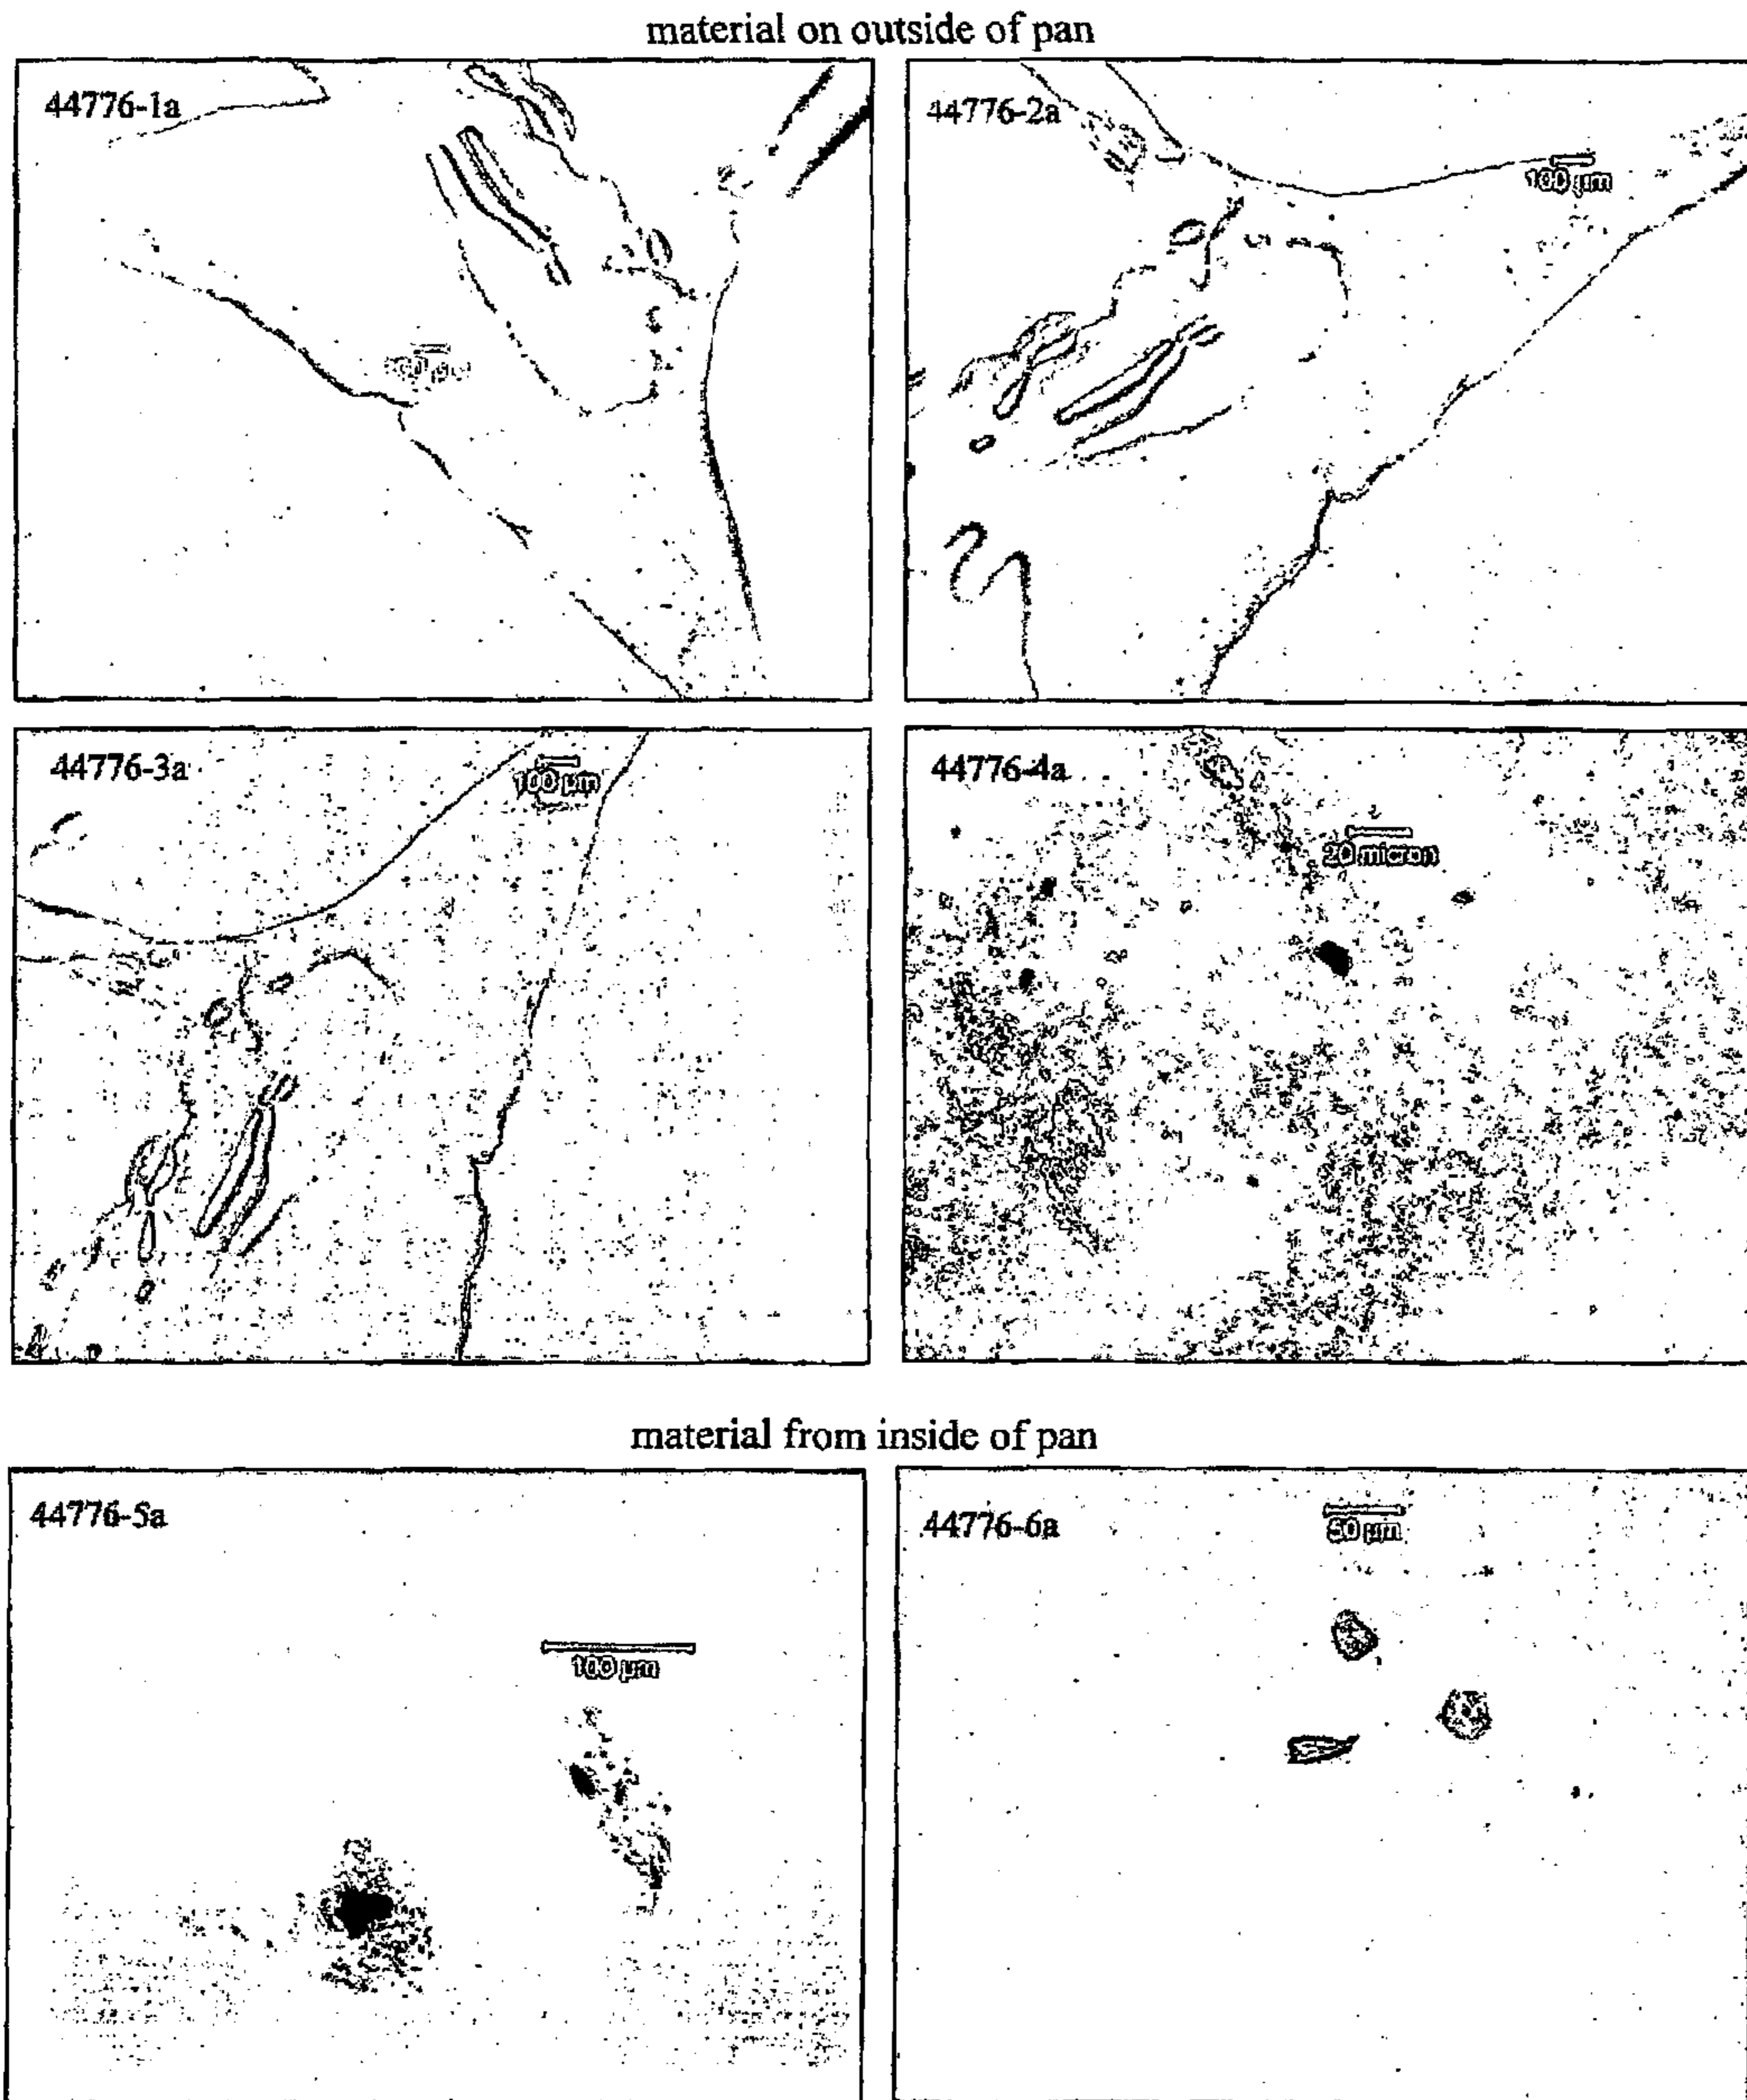 material on outside of pan
44776-1a
44776-2a
100 µm
44776-3a
100 µm
44776-4a
20 micron
material from inside of pan
44776-5a
100 µm
44776-6a
50 µm